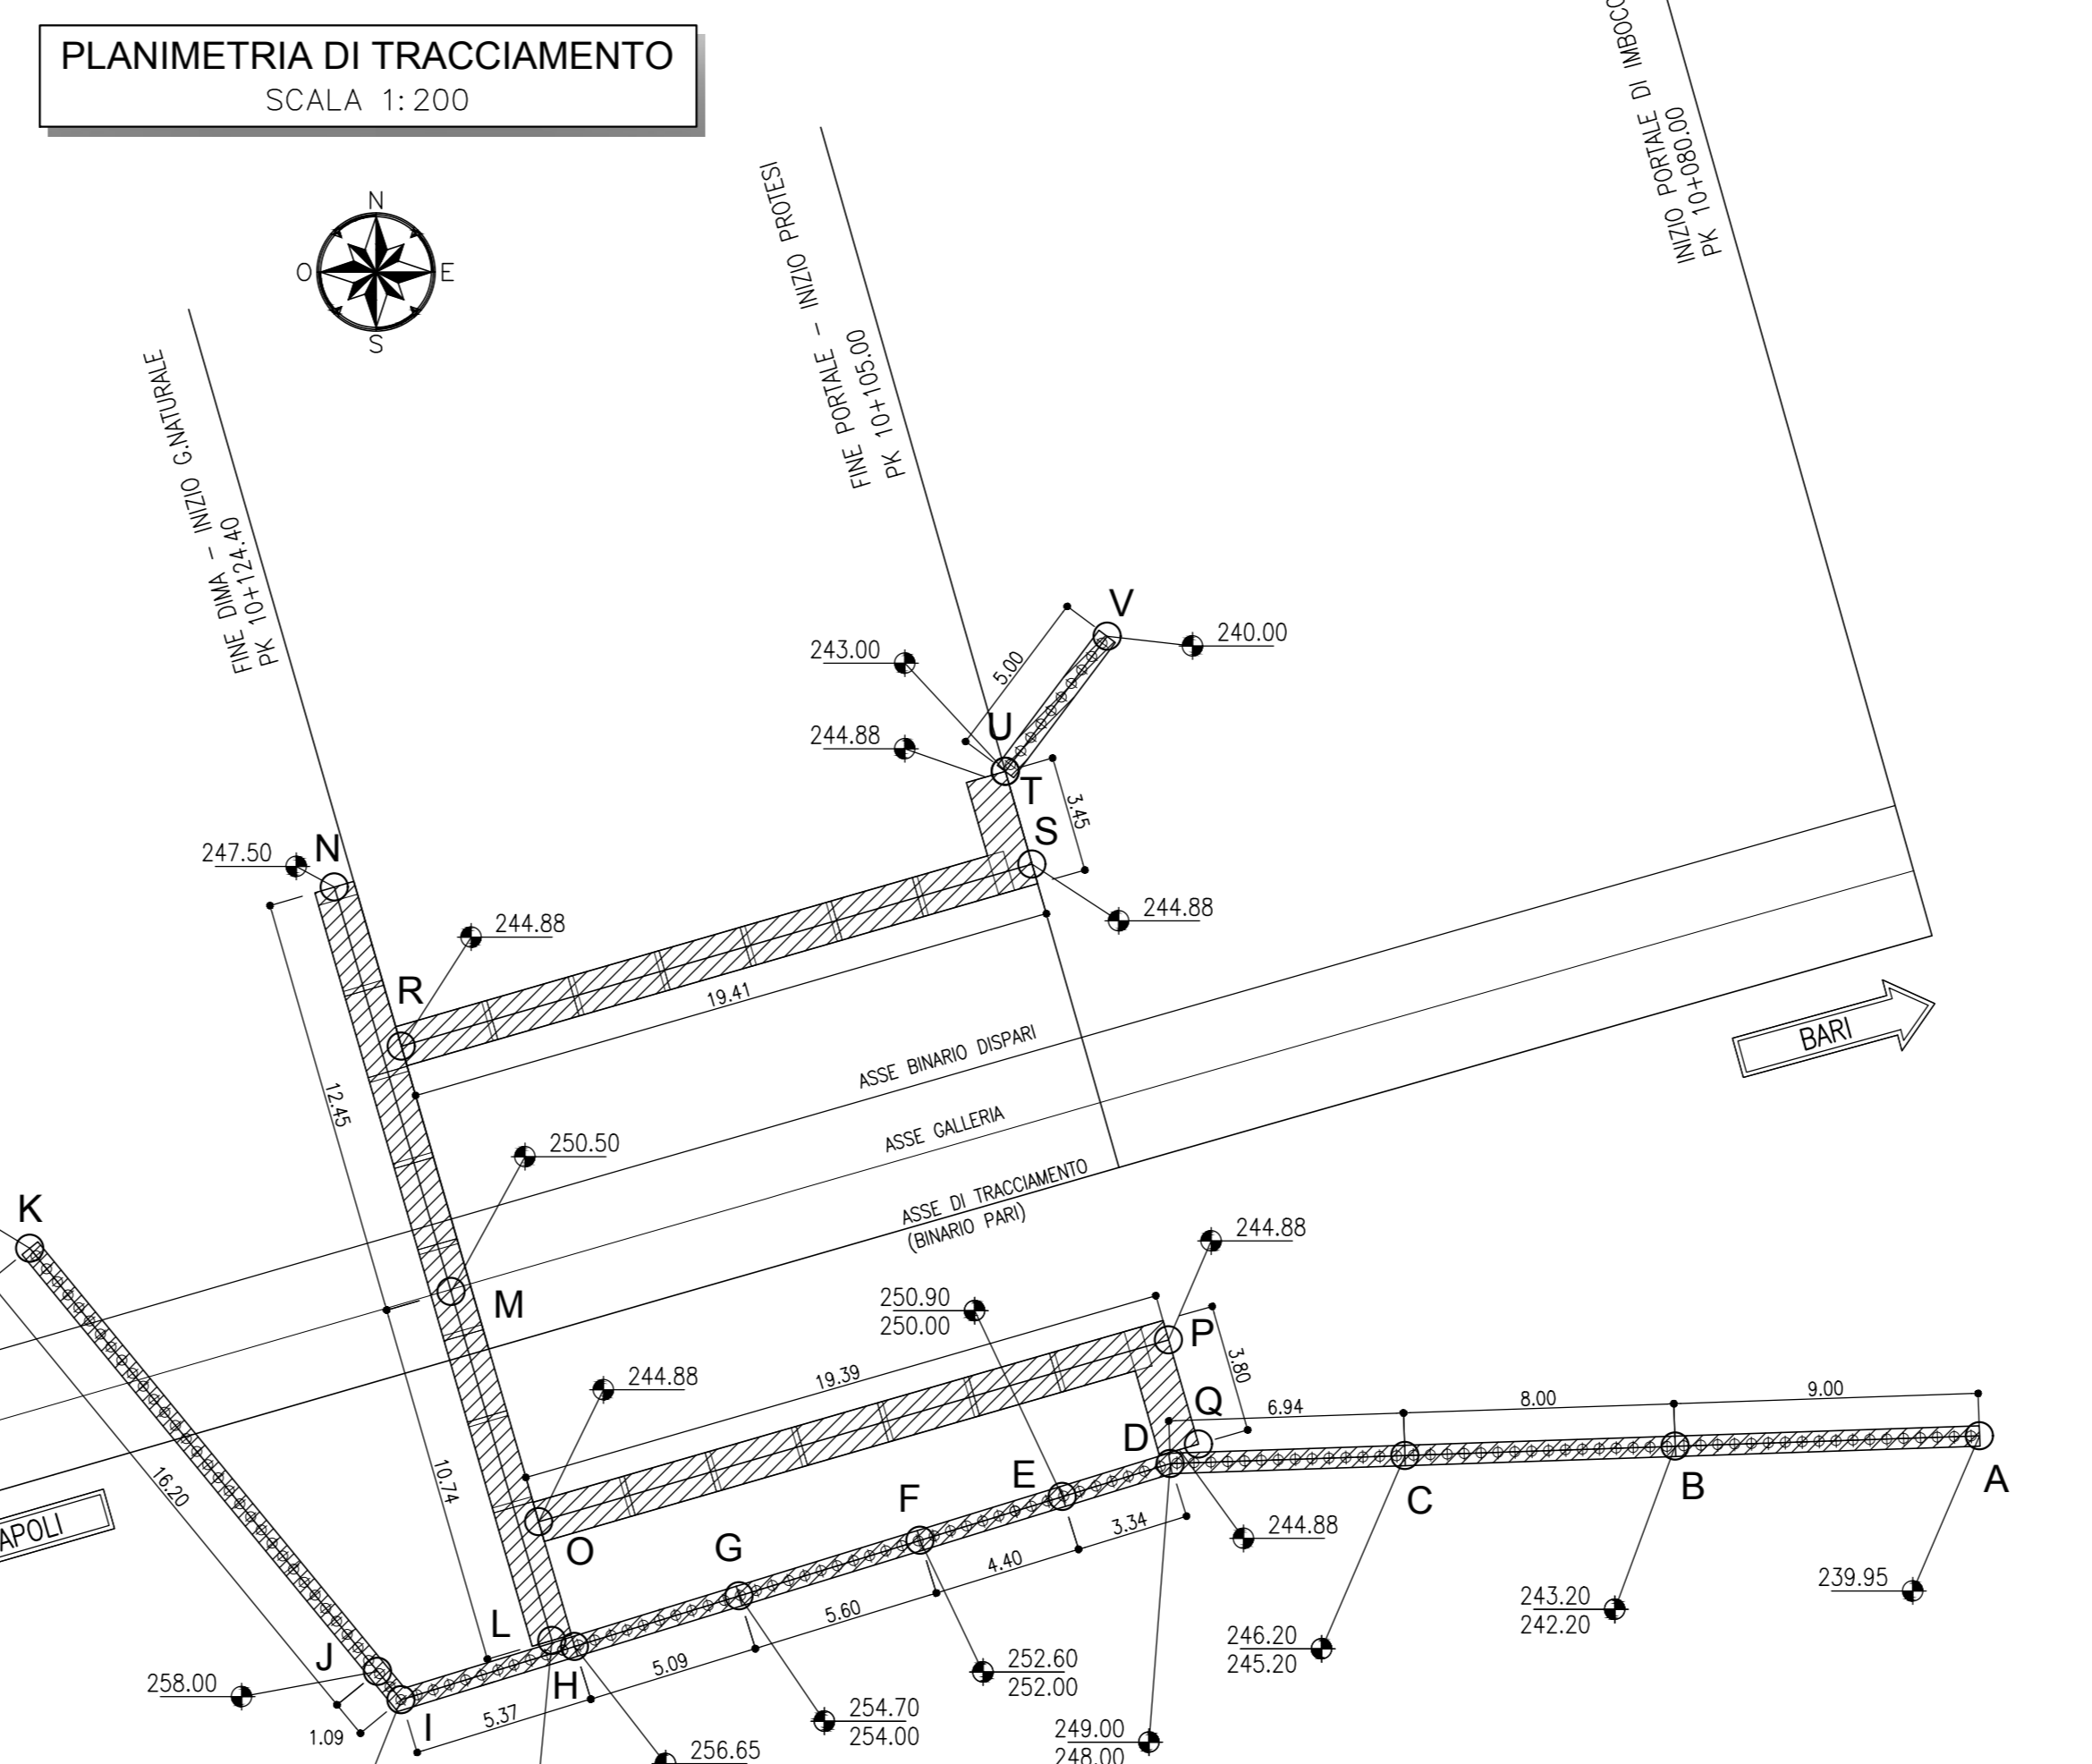 PLANIMETRIA DI TRACCIAMENTO
SCALA 1:200
N
O
E
S
FINE DIMA – INIZIO G.NATURALE
PK 10+124.40
FINE PORTALE – INIZIO PROTESI
PK 10+105.00
INIZIO PORTALE DI
PK 10+080.00
V
240.00
243.00
5.00
U
244.88
T
3.45
S
244.88
N
247.50
244.88
R
19.41
12.45
ASSE BINARIO DISPARI
BARI
ASSE GALLERIA
250.50
ASSE DI TRACCIAMENTO
(BINARIO PARI)
K
M
244.88
250.90
250.00
P
3.80
244.88
19.39
Q
6.94
8.00
9.00
D
10.74
16.20
E
F
C
B
A
3.34
244.88
O
G
4.40
239.95
243.20
242.20
5.60
L
246.20
245.20
J
5.09
252.60
252.00
258.00
H
254.70
254.00
I
5.37
1.09
249.00
248.00
256.65